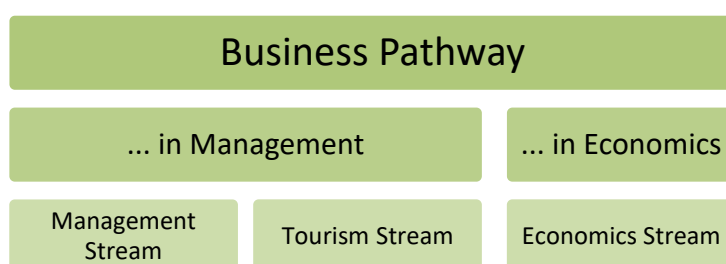 Business Pathway
... in Management
... in Economics
Management
Stream
Tourism Stream
Economics Stream